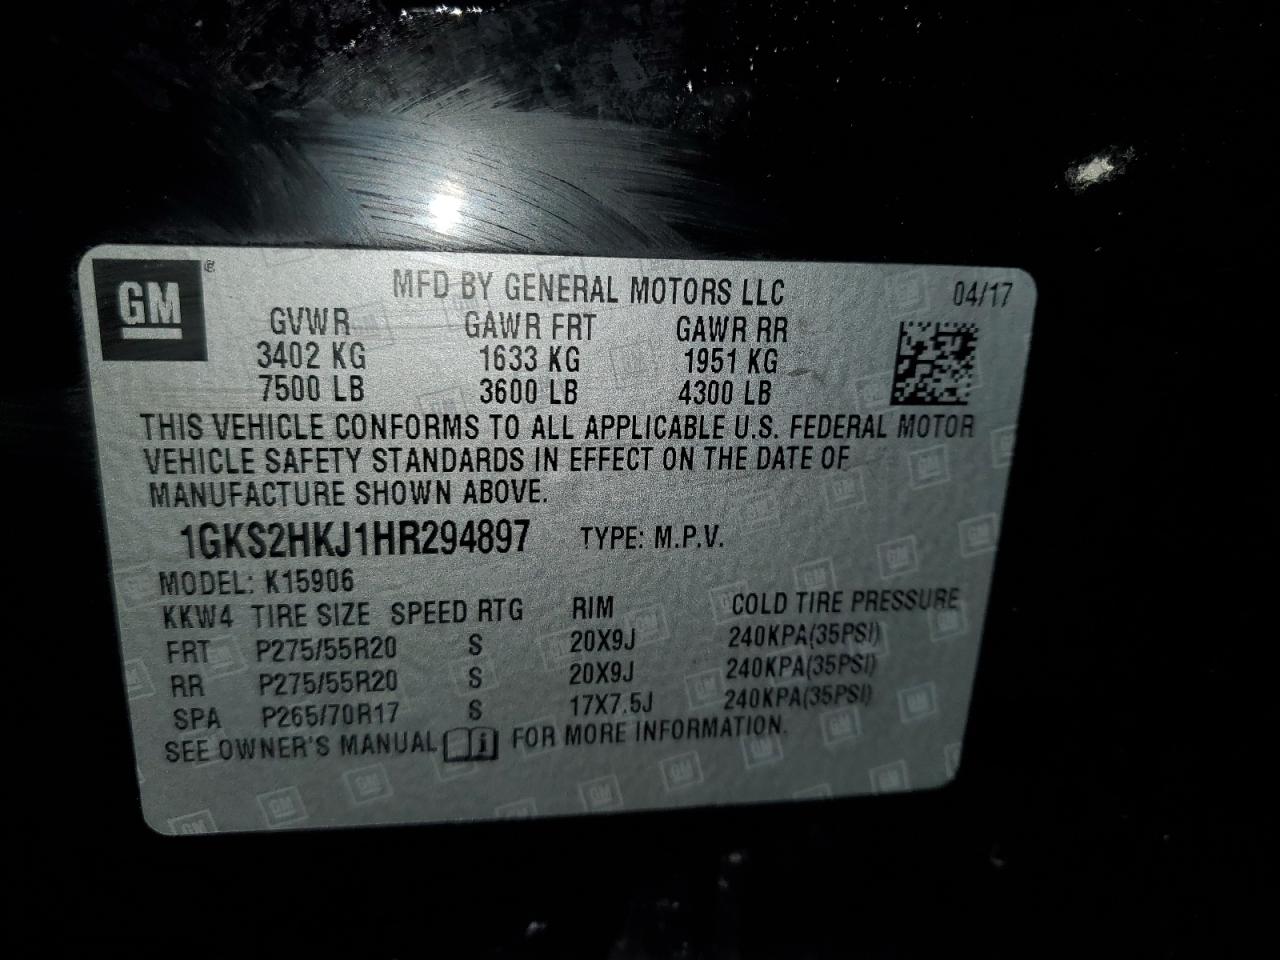 GM
MFD BY GENERAL MOTORS LLC 04/17
GVWR GAWR FRT GAWR RR
3402 KG 1633 KG 1951 KG
7500 LB 3600 LB 4300 LB
THIS VEHICLE CONFORMS TO ALL APPLICABLE U.S. FEDERAL MOTOR
VEHICLE SAFETY STANDARDS IN EFFECT ON THE DATE OF
MANUFACTURE SHOWN ABOVE.
1GKS2HKJ1HR294897 TYPE: M.P.V.
MODEL: K15906
KKW4 TIRE SIZE SPEED RTG RIM COLD TIRE PRESSURE
FRT P275/55R20 S 20X9J 240KPA(35PSI)
RR P275/55R20 S 20X9J 240KPA(35PSI)
SPA P265/70R17 S 17X7.5J 240KPA(35PSI)
SEE OWNER'S MANUAL i FOR MORE INFORMATION.